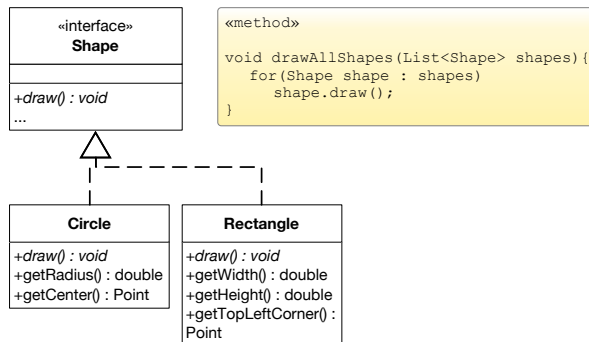 «interface»
Shape
+draw() : void
...
«method»
void drawAllShapes(List<Shape> shapes){
for(Shape shape : shapes)
shape.draw();
}
Circle
+draw() : void
+getRadius() : double
+getCenter() : Point
Rectangle
+draw() : void
+getWidth() : double
+getHeight() : double
+getTopLeftCorner() :
Point